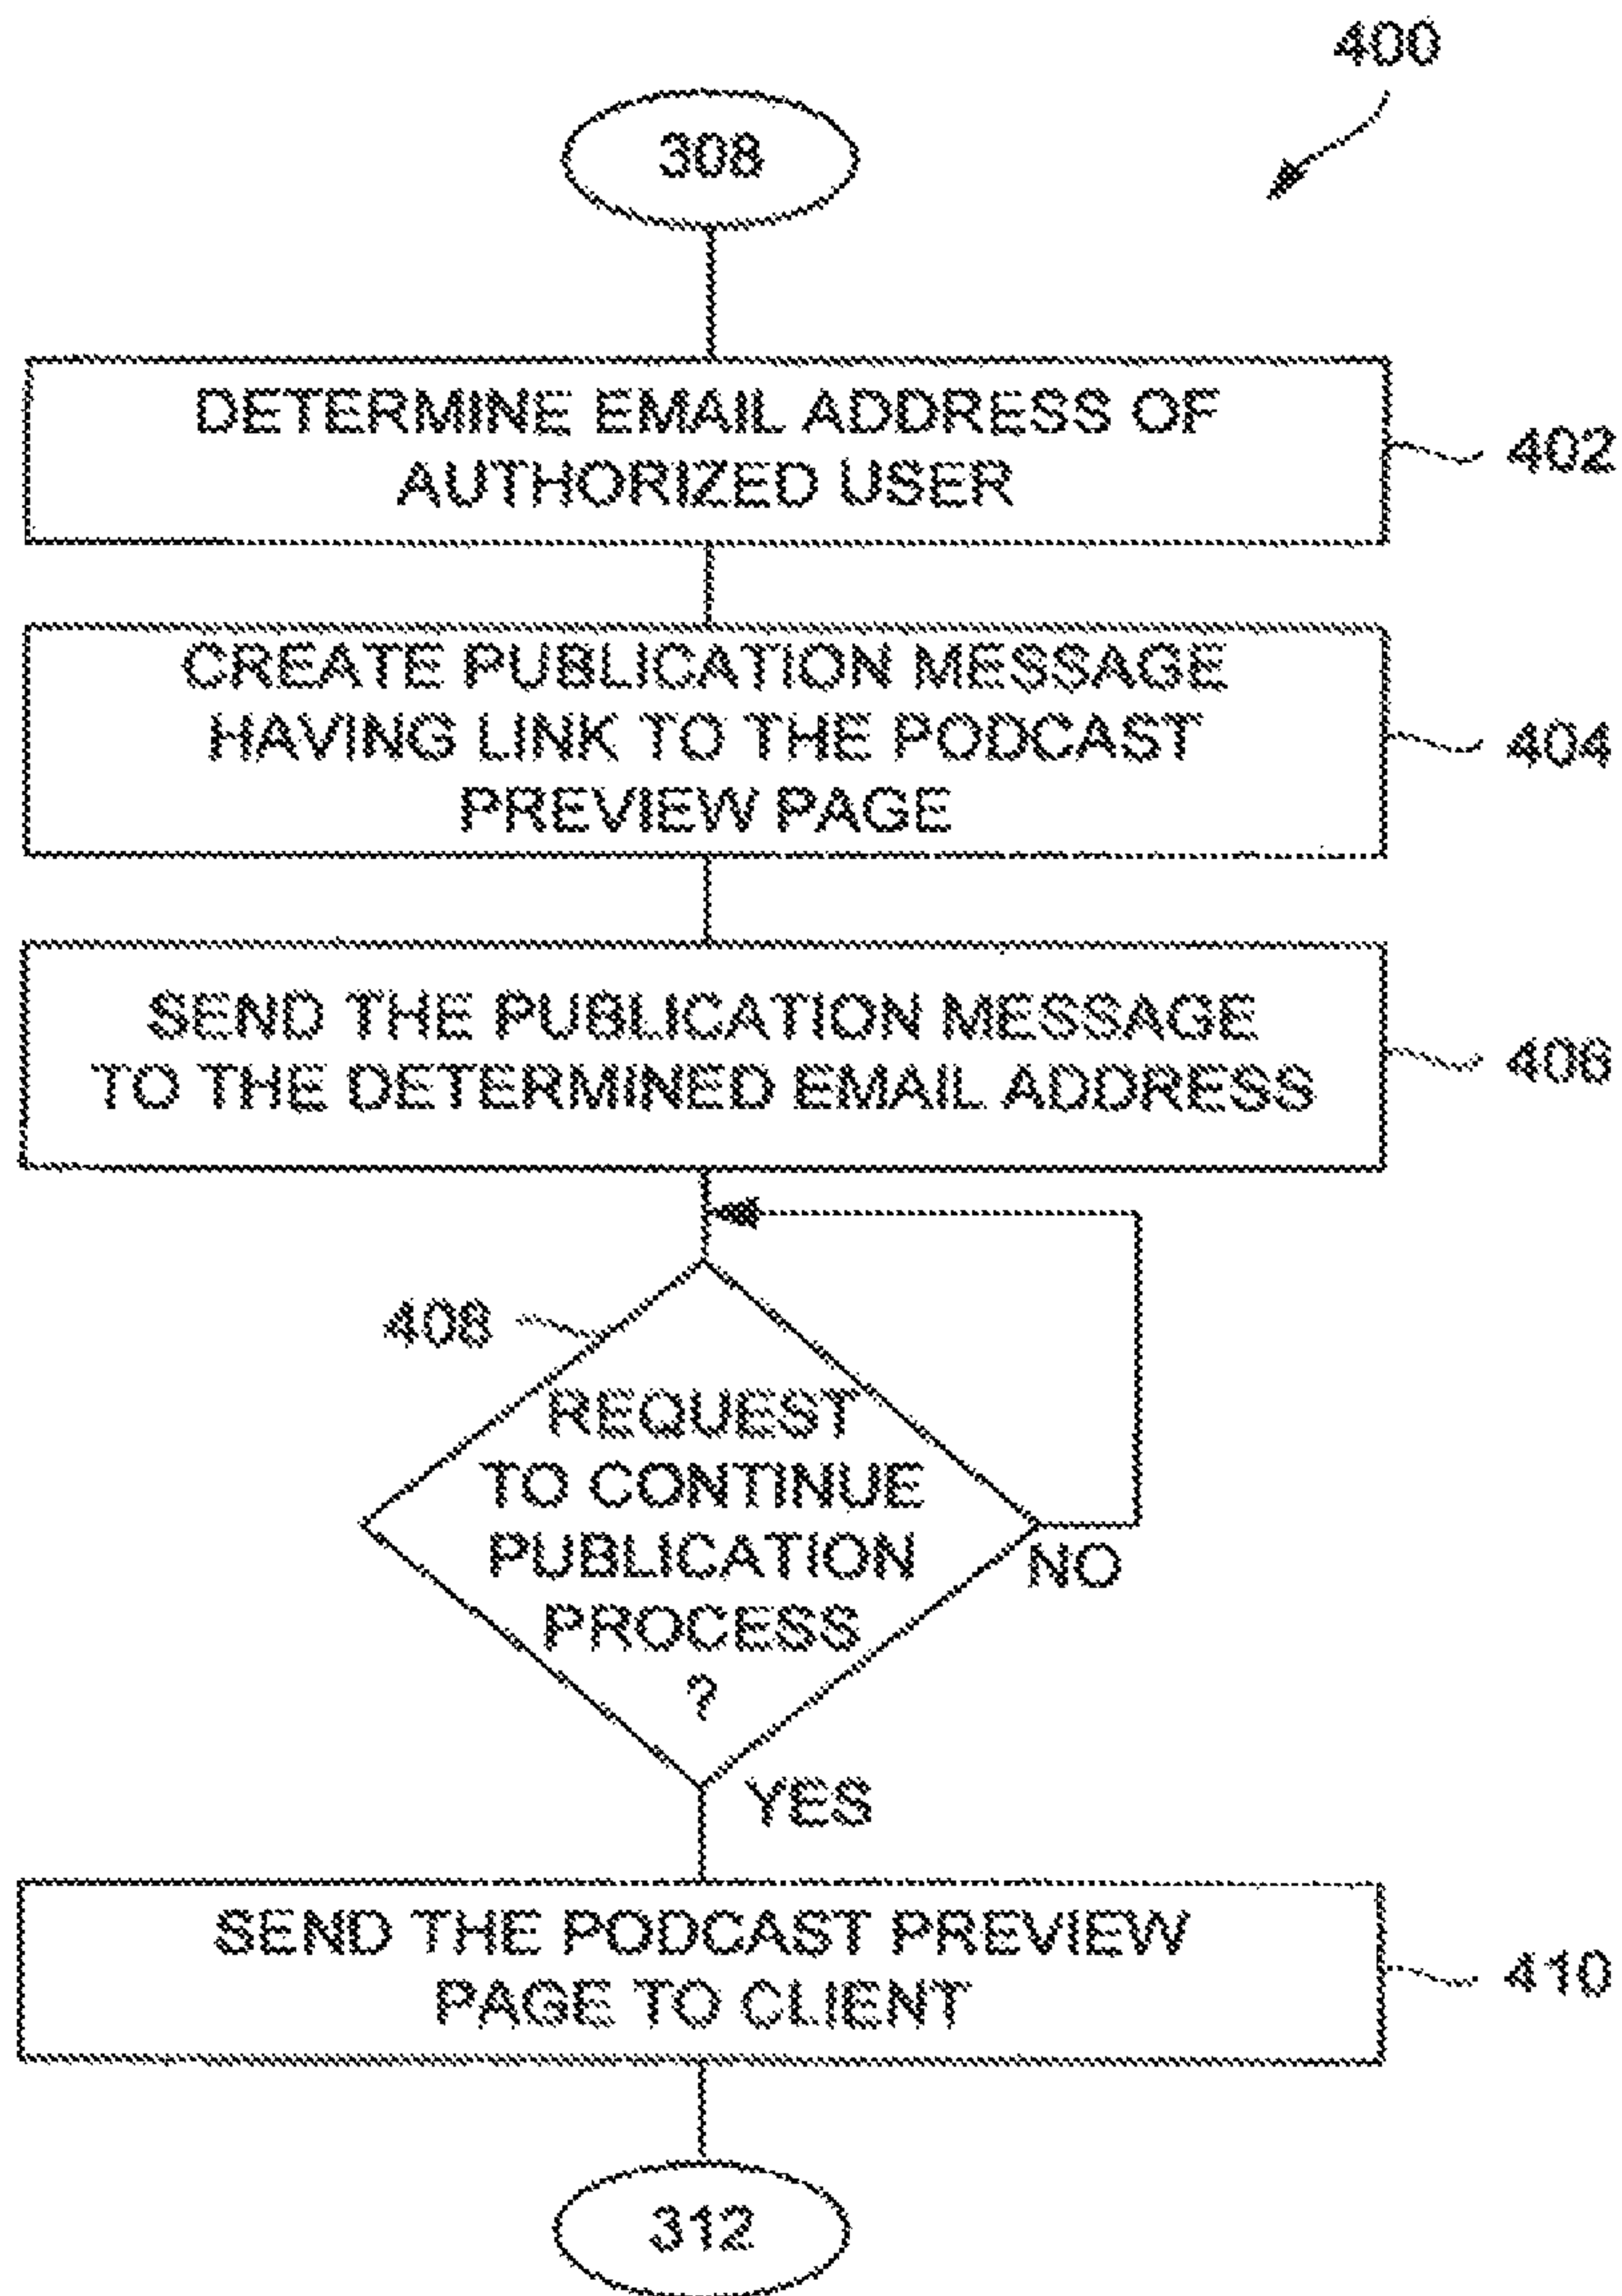 400
308
DETERMINE EMAIL ADDRESS OF
AUTHORIZED USER
402
CREATE PUBLICATION MESSAGE
HAVING LINK TO THE PODCAST
PREVIEW PAGE
404
SEND THE PUBLICATION MESSAGE
TO THE DETERMINED EMAIL ADDRESS
406
408
REQUEST
TO CONTINUE
PUBLICATION
PROCESS
?
NO
YES
SEND THE PODCAST PREVIEW
PAGE TO CLIENT
410
312